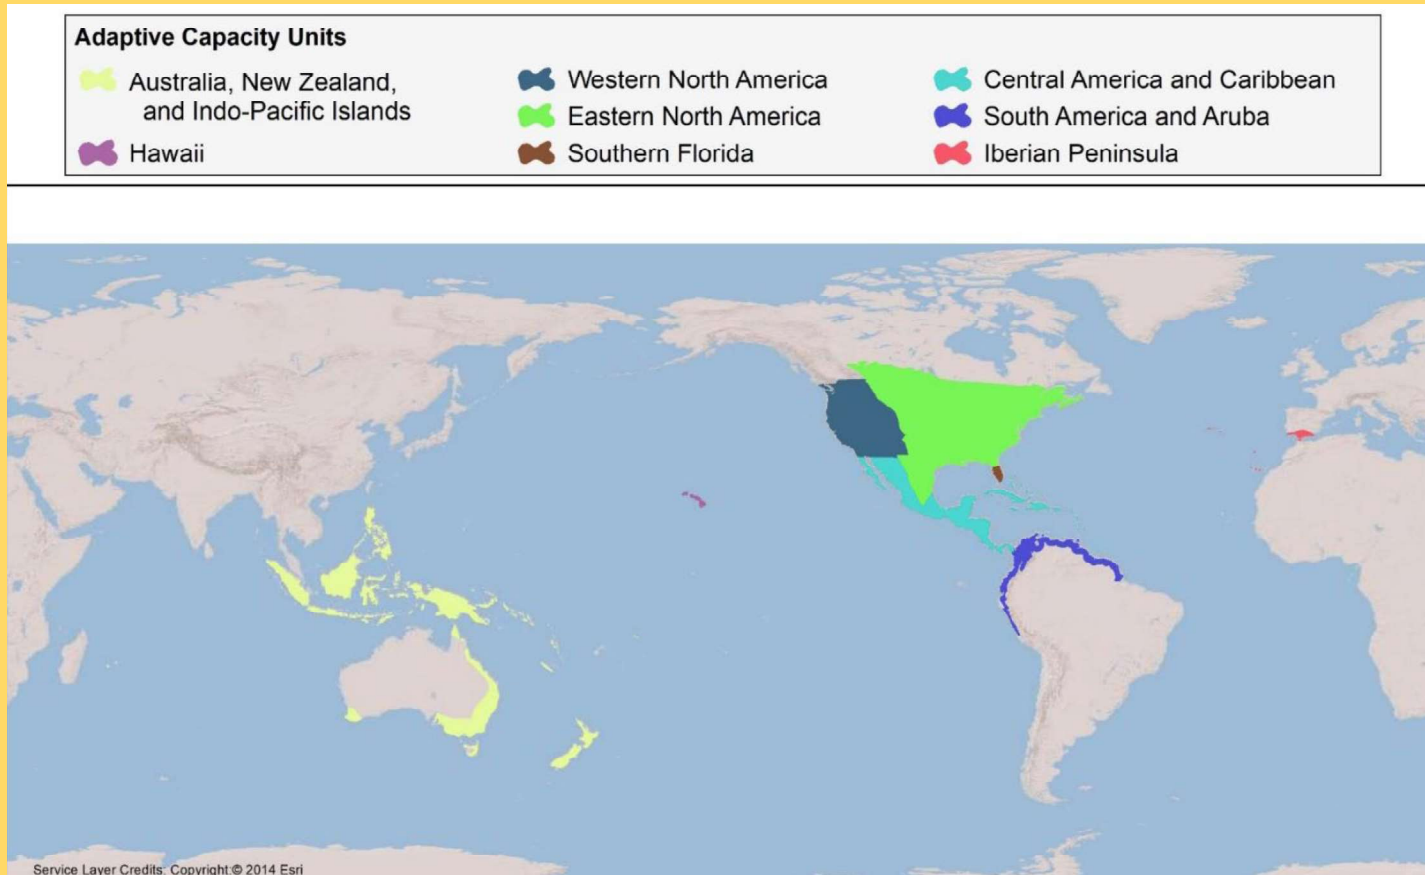 Adaptive Capacity Units
Australia, New Zealand,
and Indo-Pacific Islands
Hawaii
Western North America
Eastern North America
Southern Florida
Central America and Caribbean
South America and Aruba
Iberian Peninsula
Service Layer Credits: Copyright:© 2014 Esri